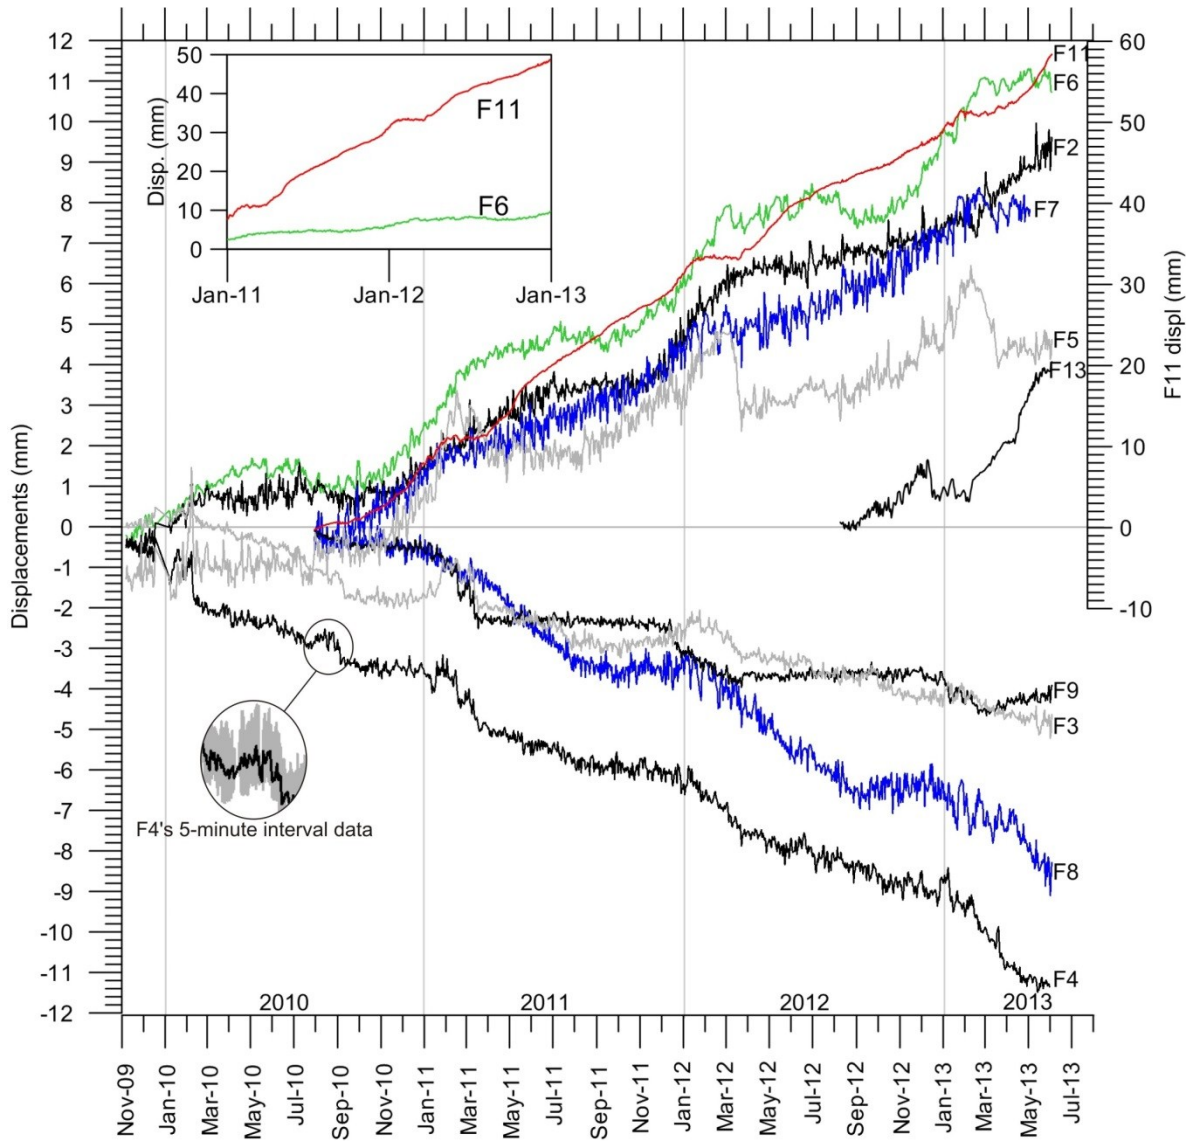 12
11
10
9
8
7
6
5
4
3
2
1
0
-1
-2
-3
-4
-5
-6
-7
-8
-9
-10
-11
-12
Displacements (mm)
50
40
30
20
10
0
Disp. (mm)
F11
F6
Jan-11
Jan-12
Jan-13
F11
F6
F2
F7
F5
F13
F9
F3
F8
F4
60
50
40
30
20
10
0
-10
F11 displ (mm)
F4's 5-minute interval data
2010
2011
2012
2013
Nov-09
Jan-10
Mar-10
May-10
Jul-10
Sep-10
Nov-10
Jan-11
Mar-11
May-11
Jul-11
Sep-11
Nov-11
Jan-12
Mar-12
May-12
Jul-12
Sep-12
Nov-12
Jan-13
Mar-13
May-13
Jul-13